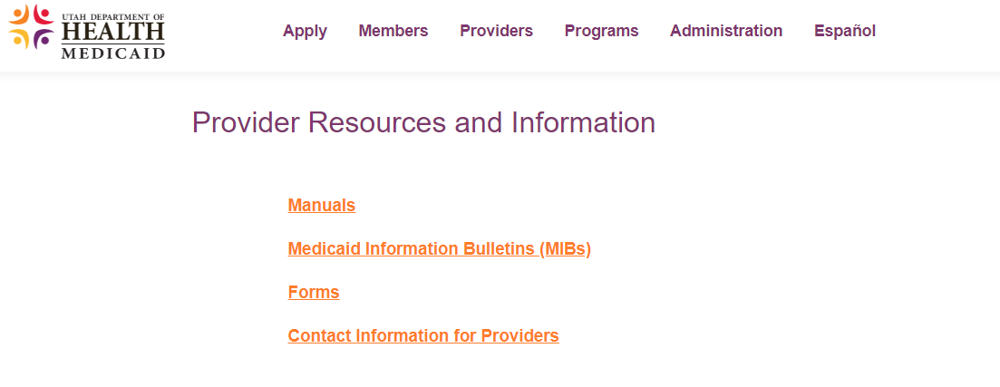 UTAH DEPARTMENT OF
HEALTH
MEDICAID
Apply Members Providers Programs Administration Español
Provider Resources and Information
Manuals
Medicaid Information Bulletins (MIBs)
Forms
Contact Information for Providers